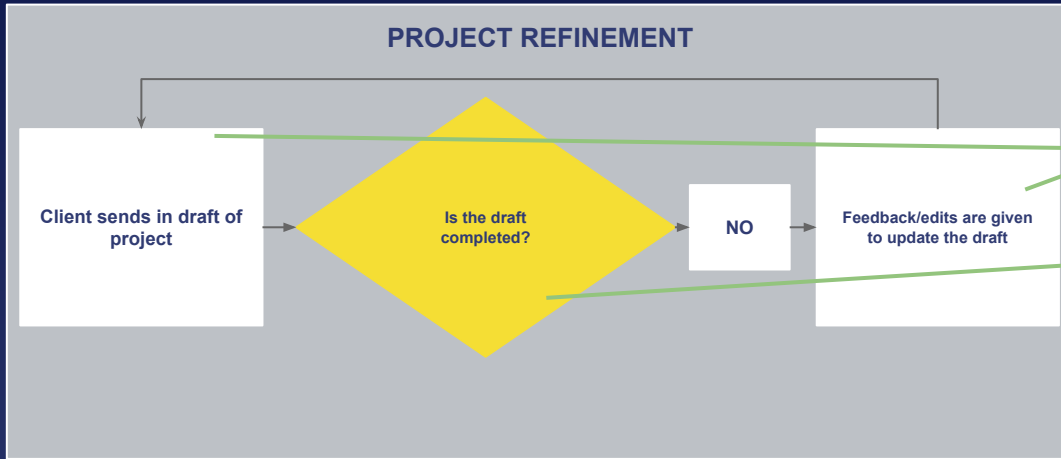 PROJECT REFINEMENT
Client sends in draft of
project
Is the draft
completed?
NO
Feedback/edits are given
to update the draft